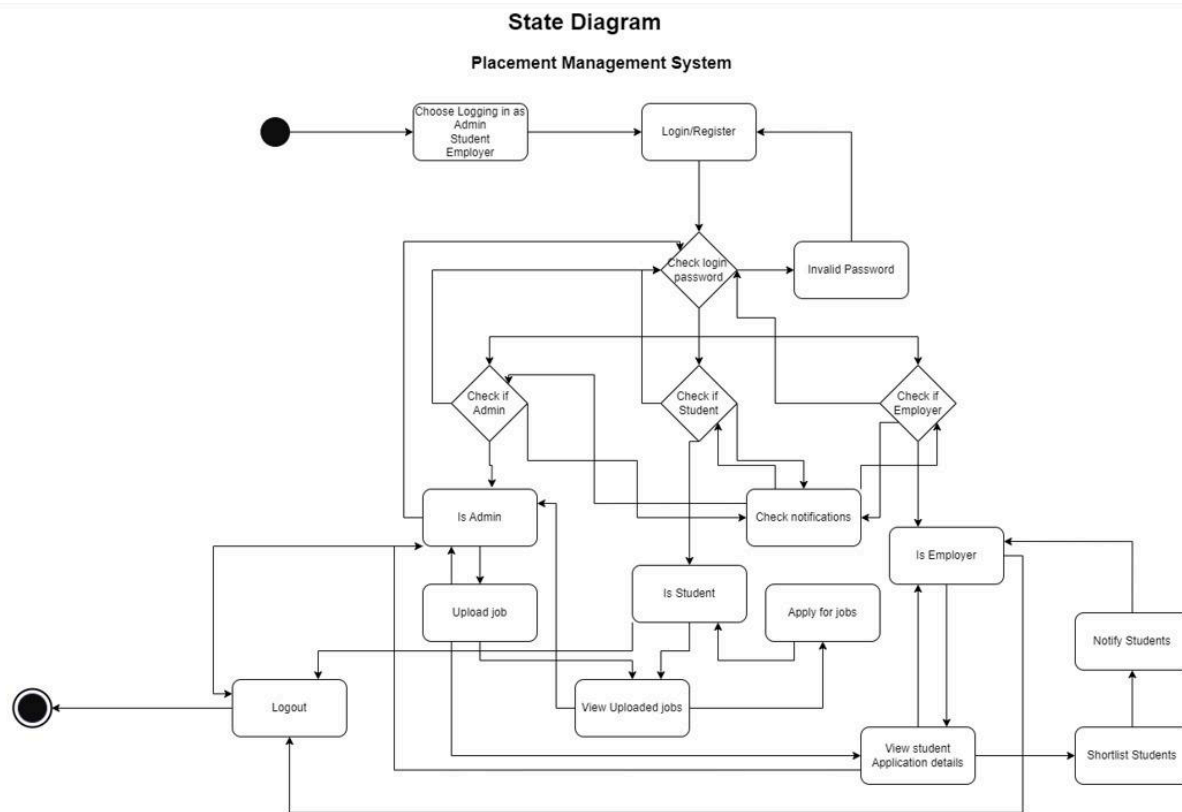 State Diagram
Placement Management System
Choose Logging in as
Admin
Student
Employer
Login/Register
Check login
password
Invalid Password
Check if
Admin
Check if
Student
Check if
Employer
Is Admin
Check notifications
Is Employer
Is Student
Upload job
Apply for jobs
Notify Students
Logout
View Uploaded jobs
View student
Application details
Shortlist Students